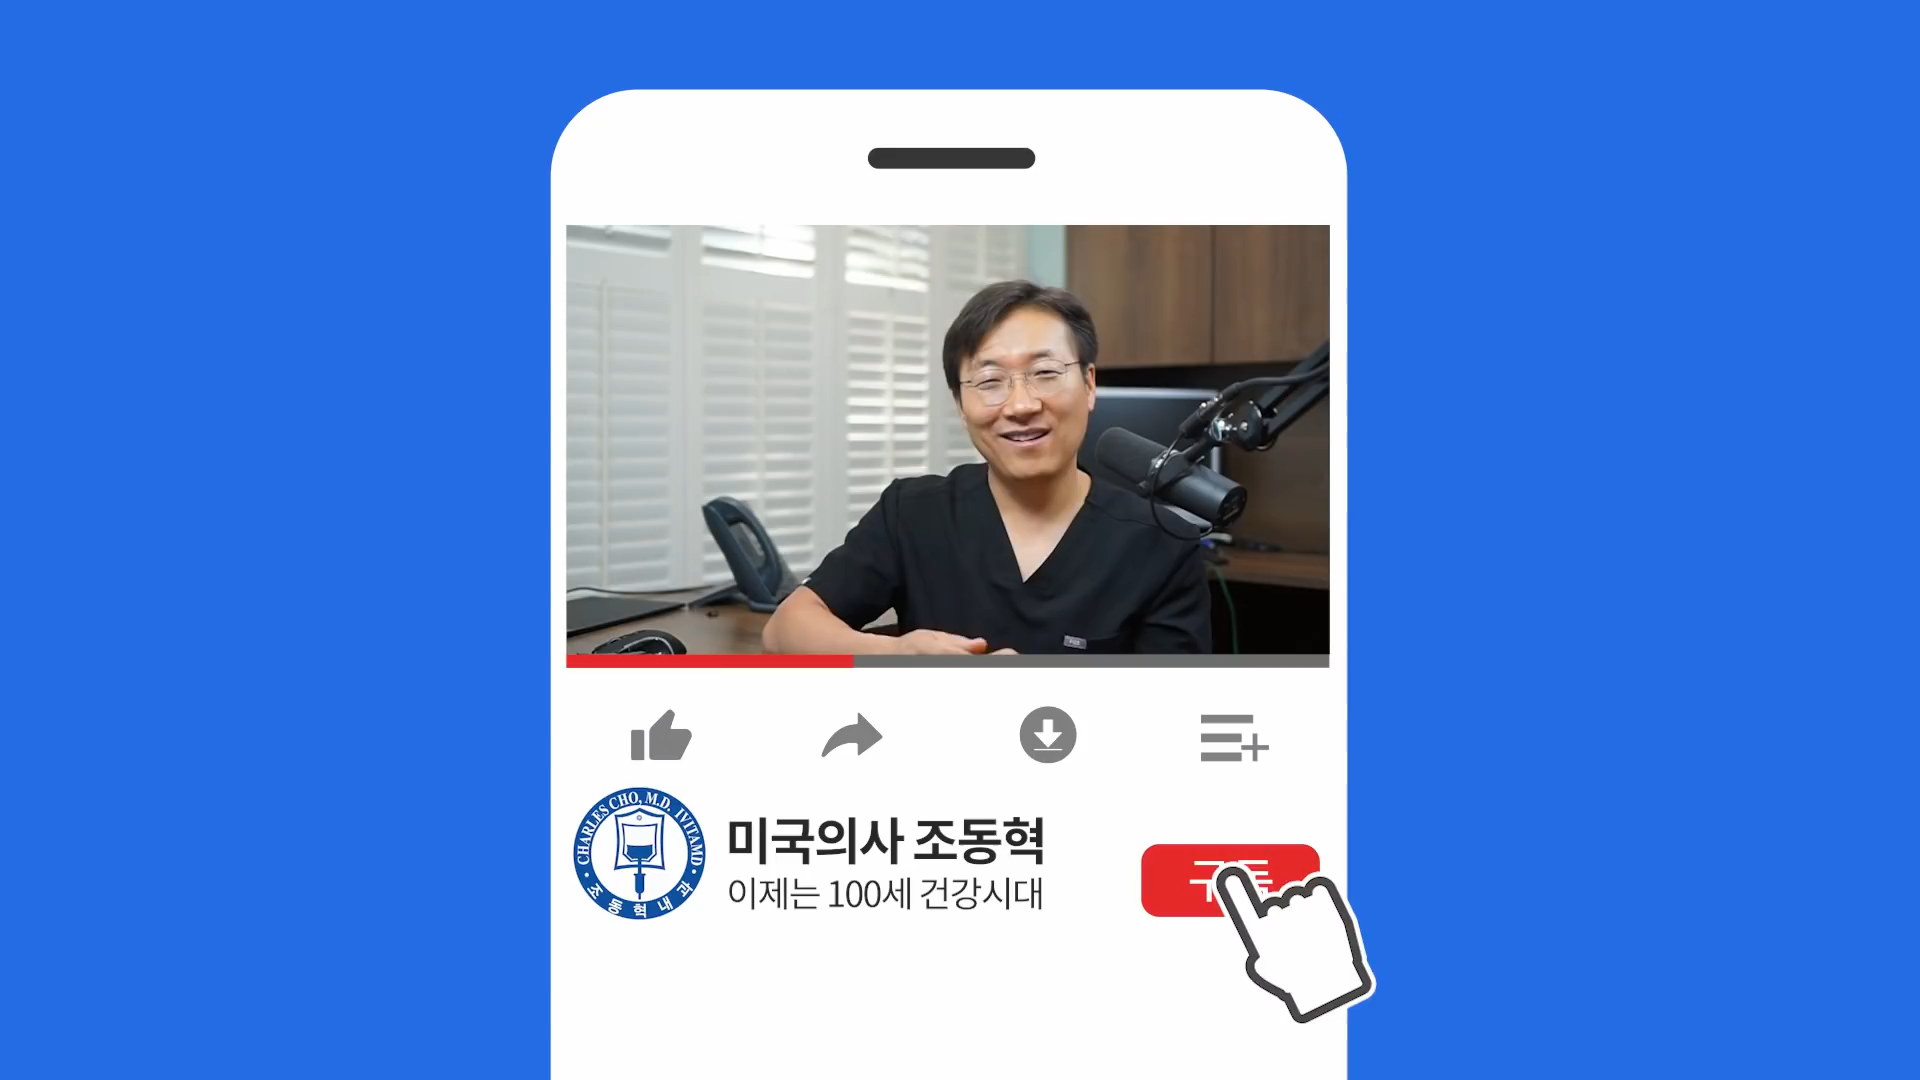 CHARLES CHO, M.D. IVITAMD
• 조동혁내과 •
미국의사 조동혁
이제는 100세 건강시대